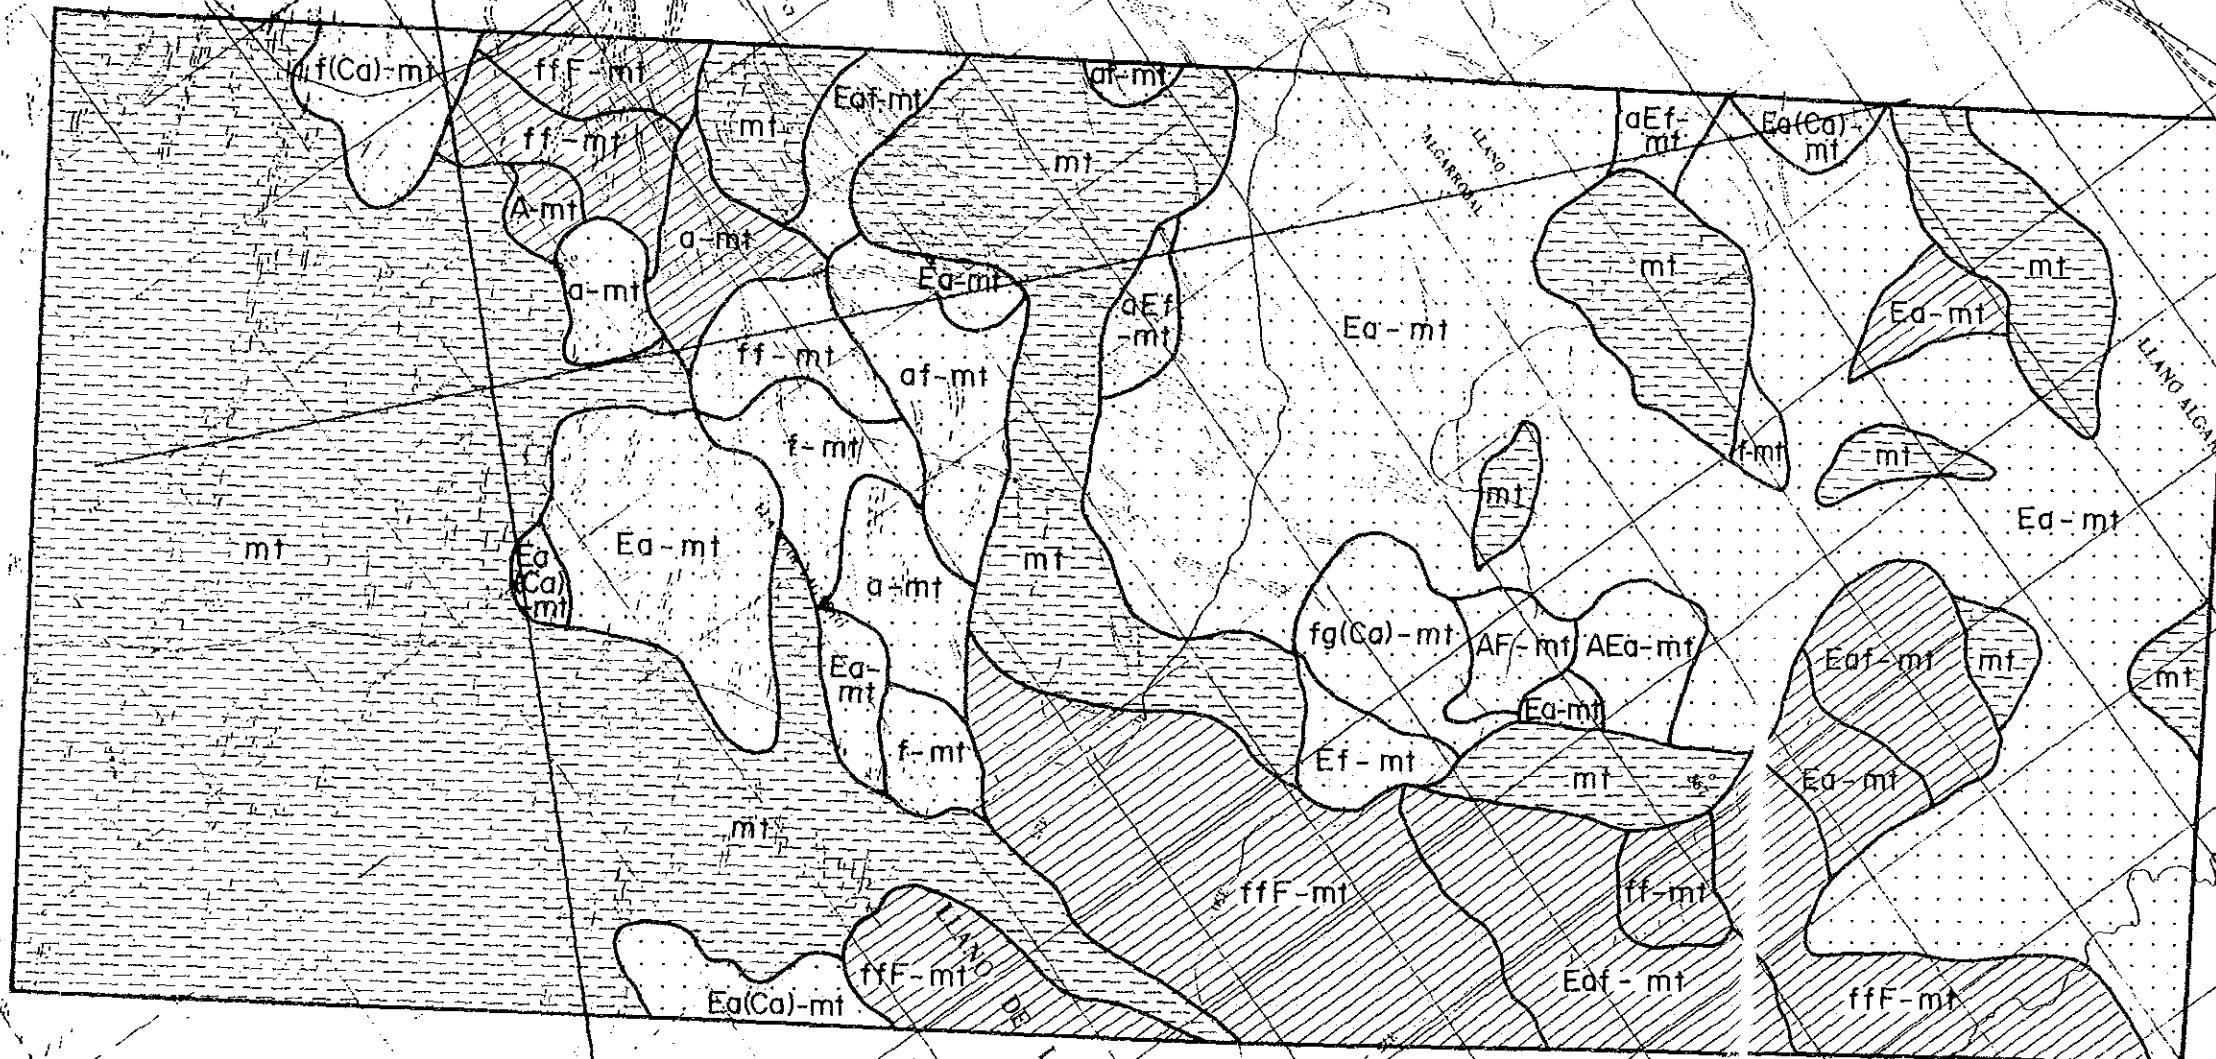 f(Ca)-mt
ffF-mt
mt
Eaf-mt
af-mt
mt
aEf-
mt
Ea(Ca)
mt
ff-mt
A-mt
a-mt
a-mt
Ea-mt
aEf
-mt
LLANO
ALGARROBAL
Ea-mt
mt
Ea-mt
mt
ff-mt
af-mt
f-mt
f-mt
mt
mt
LLANO ALGAR
mt
Ea-mt
Ea
(Ca)
-mt
a-mt
mt
Ea-mt
fg(Ca)-mt
AF-mt
AEa-mt
Ea-mt
Eaf-mt
mt
mt
Ea-
mt
f-mt
Ef-mt
mt
Ea-mt
mt
ffF-mt
ff-mt
LLANO
DE
ffF-mt
Ea(Ca)-mt
Eaf-mt
ffF-mt